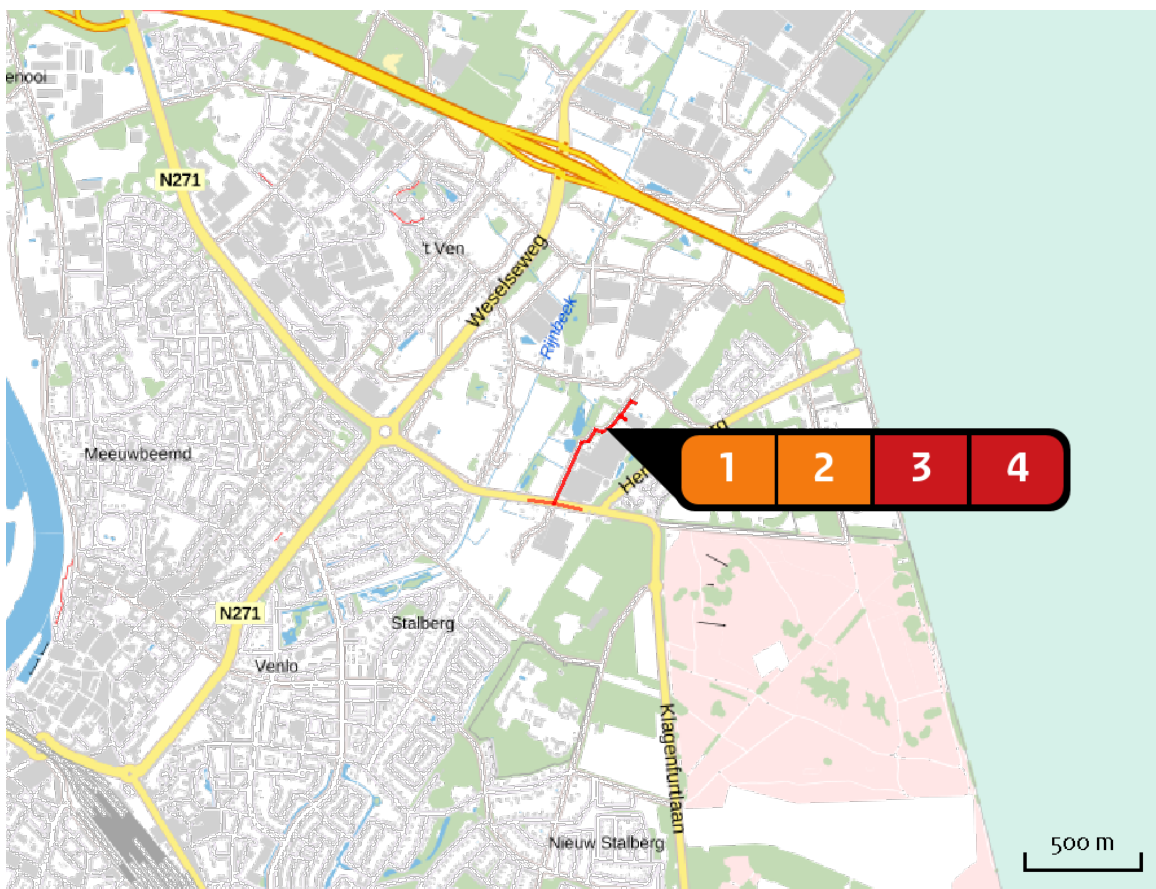 enooi
N271
't Ven
Weselseweg
Rijnbeek
Meeuwbeemd
1 2 3 4
N271
Stalberg
Venlo
Klagenfurtlaan
Nieuw Stalberg
500 m